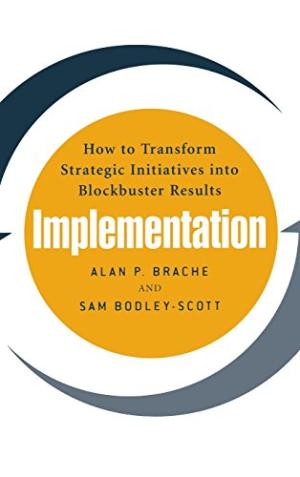 How to Transform
Strategic Initiatives into
Blockbuster Results
Implementation
ALAN P. BRACHE
AND
SAM BODLEY-SCOTT